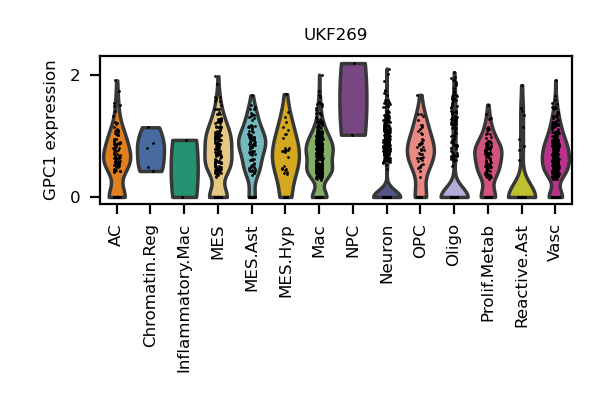 UKF269
GPC1 expression
2
0
AC
Chromatin.Reg
Inflammatory.Mac
MES
MES.Ast
MES.Hyp
Mac
NPC
Neuron
OPC
Oligo
Prolif.Metab
Reactive.Ast
Vasc